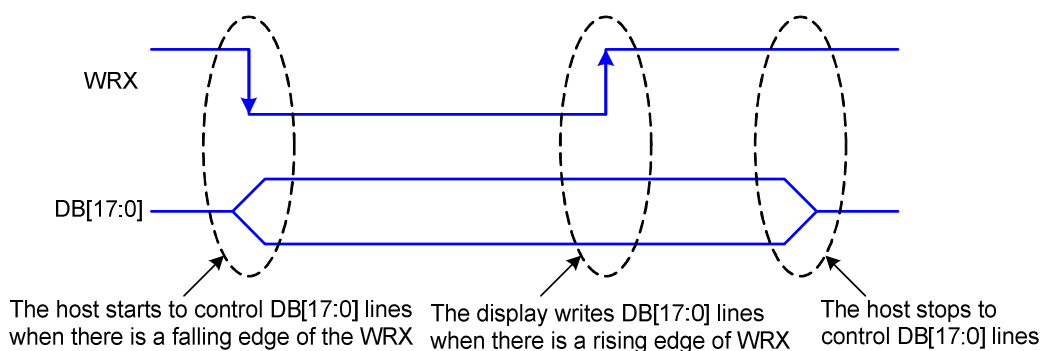 WRX
DB[17:0]
The host starts to control DB[17:0] lines
when there is a falling edge of the WRX
The display writes DB[17:0] lines
when there is a rising edge of WRX
The host stops to
control DB[17:0] lines